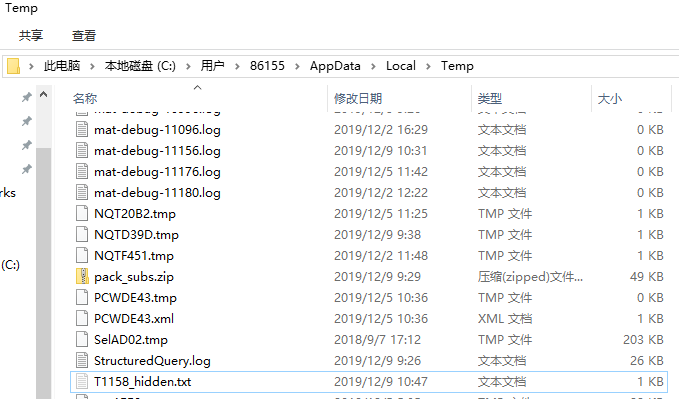 Temp
共享 查看
此电脑 本地磁盘 (C:) 用户 86155 AppData Local Temp
名称 修改日期 类型 大小
mat-debug-11096.log 2019/12/2 16:29 文本文档 0 KB
mat-debug-11156.log 2019/12/9 10:31 文本文档 0 KB
mat-debug-11176.log 2019/12/5 11:42 文本文档 0 KB
mat-debug-11180.log 2019/12/2 12:22 文本文档 0 KB
NQT20B2.tmp 2019/12/5 11:25 TMP 文件 1 KB
NQTD39D.tmp 2019/12/9 9:38 TMP 文件 1 KB
NQTF451.tmp 2019/12/2 11:48 TMP 文件 1 KB
pack_subs.zip 2019/12/9 9:29 压缩(zipped)文件... 49 KB
PCWDE43.tmp 2019/12/5 10:36 TMP 文件 0 KB
PCWDE43.xml 2019/12/5 10:36 XML 文档 1 KB
SelAD02.tmp 2018/9/7 17:12 TMP 文件 203 KB
StructuredQuery.log 2019/12/9 9:26 文本文档 26 KB
T1158_hidden.txt 2019/12/9 10:47 文本文档 1 KB
rks
(C:)